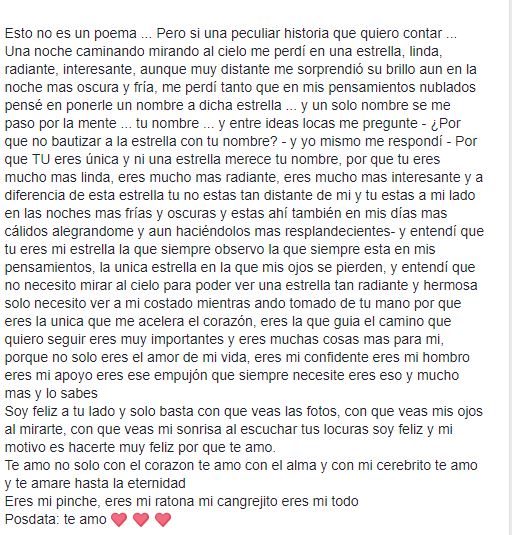 Esto no es un poema ... Pero si una peculiar historia que quiero contar ...
Una noche caminando mirando al cielo me perdí en una estrella, linda,
radiante, interesante, aunque muy distante me sorprendió su brillo aun en la
noche mas oscura y fría, me perdí tanto que en mis pensamientos nublados
pensé en ponerle un nombre a dicha estrella ... y un solo nombre se me
paso por la mente ... tu nombre ... y entre ideas locas me pregunte - ¿Por
que no bautizar a la estrella con tu nombre? - y yo mismo me respondí - Por
que TU eres única y ni una estrella merece tu nombre, por que tu eres
mucho mas linda, eres mucho mas radiante, eres mucho mas interesante y a
diferencia de esta estrella tu no estas tan distante de mi y tu estas a mi lado
en las noches mas frías y oscuras y estas ahí también en mis días mas
cálidos alegrandome y aun haciéndolos mas resplandecientes- y entendí que
tu eres mi estrella la que siempre observo la que siempre esta en mis
pensamientos, la unica estrella en la que mis ojos se pierden, y entendí que
no necesito mirar al cielo para poder ver una estrella tan radiante y hermosa
solo necesito ver a mi costado mientras ando tomado de tu mano por que
eres la unica que me acelera el corazón, eres la que guia el camino que
quiero seguir eres muy importantes y eres muchas cosas mas para mi,
porque no solo eres el amor de mi vida, eres mi confidente eres mi hombro
eres mi apoyo eres ese empujón que siempre necesite eres eso y mucho
mas y lo sabes
Soy feliz a tu lado y solo basta con que veas las fotos, con que veas mis ojos
al mirarte, con que veas mi sonrisa al escuchar tus locuras soy feliz y mi
motivo es hacerte muy feliz por que te amo.
Te amo no solo con el corazon te amo con el alma y con mi cerebrito te amo
y te amare hasta la eternidad
Eres mi pinche, eres mi ratona mi cangrejito eres mi todo
Posdata: te amo ❤ ❤ ❤